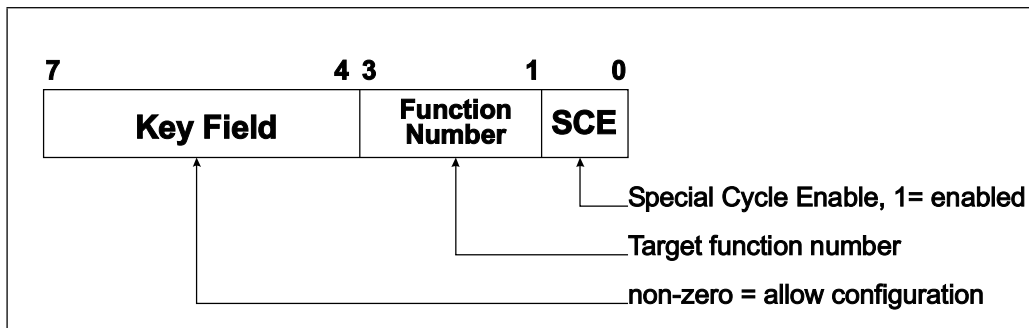 7 4 3 1 0
Key Field
Function
Number
SCE
Special Cycle Enable, 1= enabled
Target function number
non-zero = allow configuration